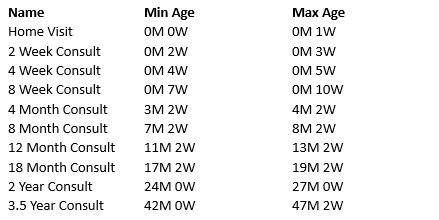 Name Min Age Max Age
Home Visit 0M 0W 0M 1W
2 Week Consult 0M 2W 0M 3W
4 Week Consult 0M 4W 0M 5W
8 Week Consult 0M 7W 0M 10W
4 Month Consult 3M 2W 4M 2W
8 Month Consult 7M 2W 8M 2W
12 Month Consult 11M 2W 13M 2W
18 Month Consult 17M 2W 19M 2W
2 Year Consult 24M 0W 27M 0W
3.5 Year Consult 42M 0W 47M 2W